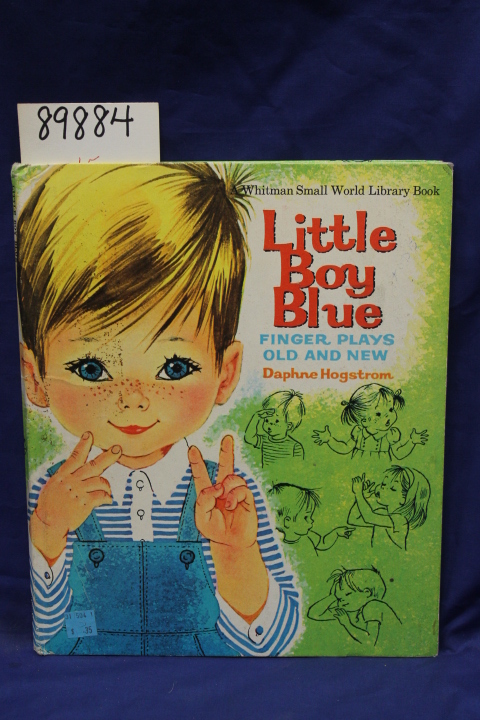 89884
A Whitman Small World Library Book
Little
Boy
Blue
FINGER PLAYS
OLD AND NEW
Daphne Hogstrom